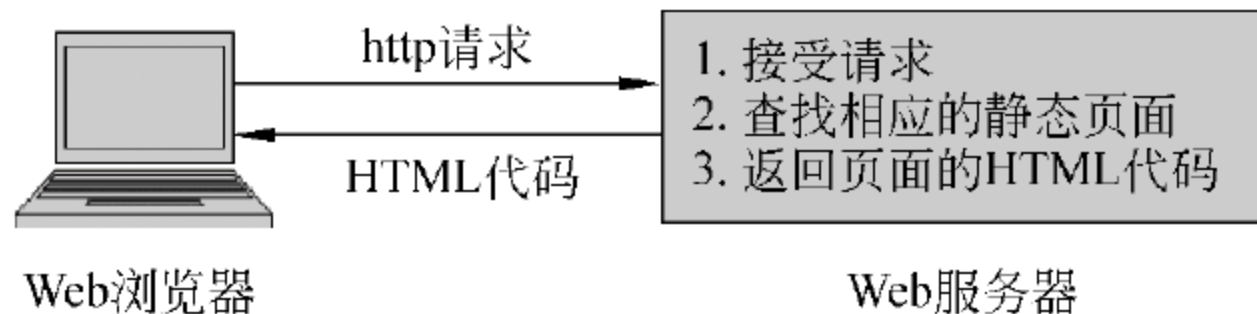 http请求
HTML代码
1. 接受请求
2. 查找相应的静态页面
3. 返回页面的HTML代码
Web浏览器
Web服务器